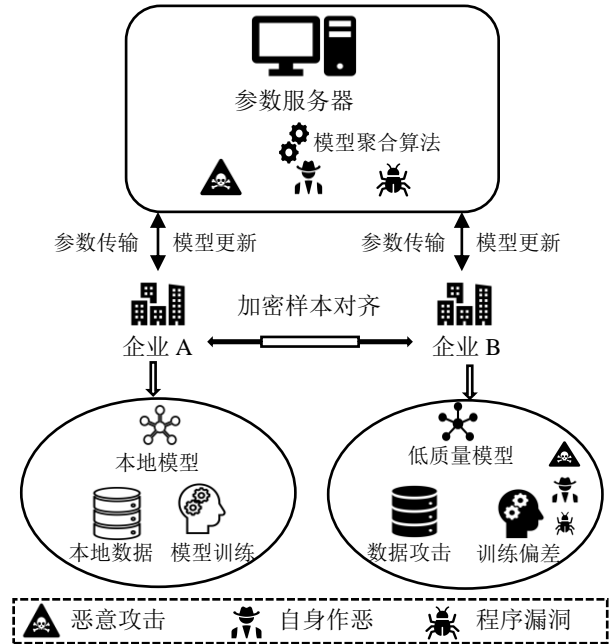 参数服务器
模型聚合算法
参数传输 模型更新 参数传输 模型更新
加密样本对齐
企业 A 企业 B
本地模型 低质量模型
本地数据 模型训练 数据攻击 训练偏差
恶意攻击 自身作恶 程序漏洞